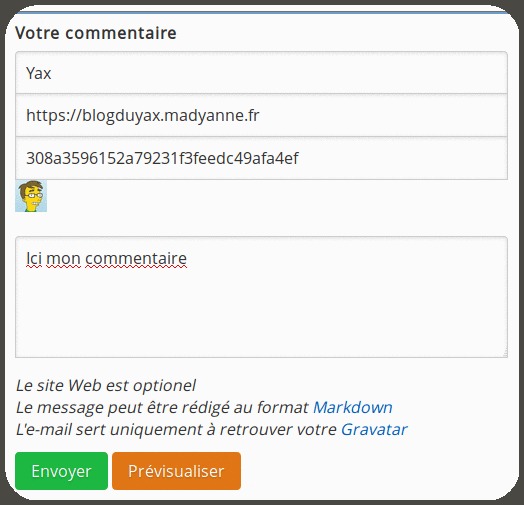 Votre commentaire
Yax
https://blogduyax.madyanne.fr
308a3596152a79231f3feedc49afa4ef
Ici mon commentaire
Le site Web est optionel
Le message peut être rédigé au format Markdown
L'e-mail sert uniquement à retrouver votre Gravatar
Envoyer Prévisualiser